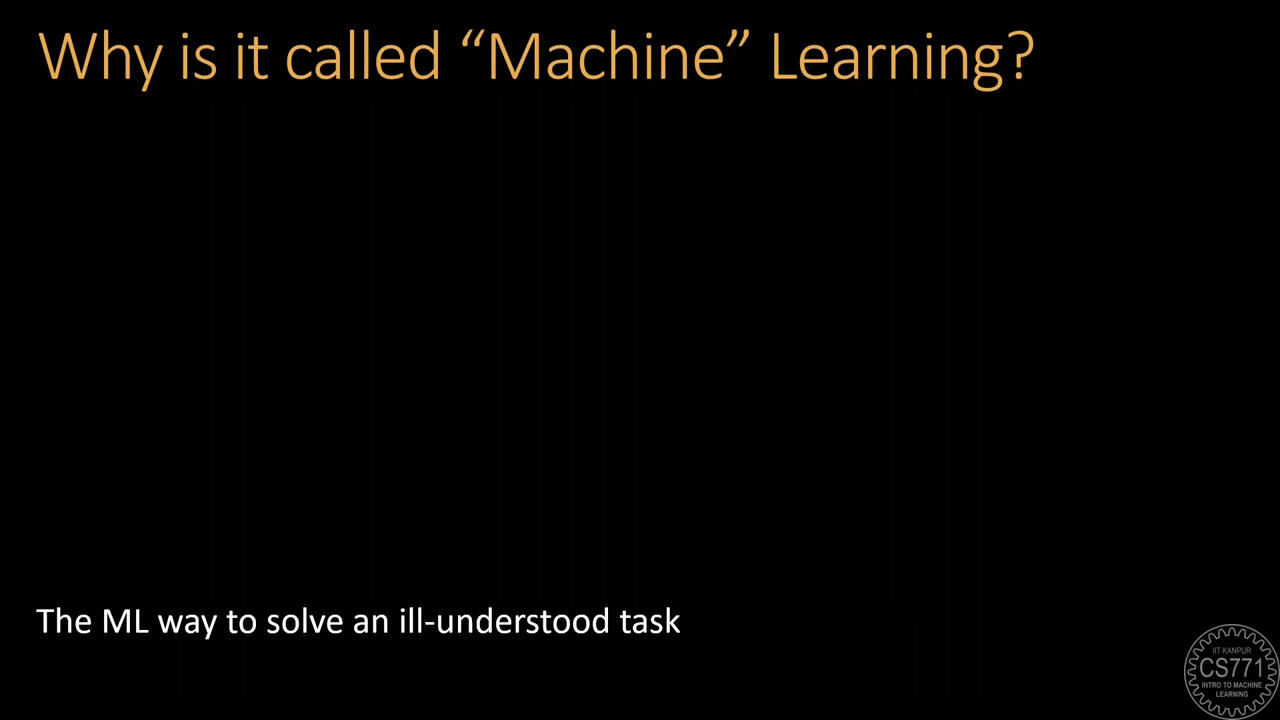 Why is it called “Machine” Learning?
The ML way to solve an ill-understood task
IIT KANPUR
CS771
INTRO TO MACHINE
LEARNING